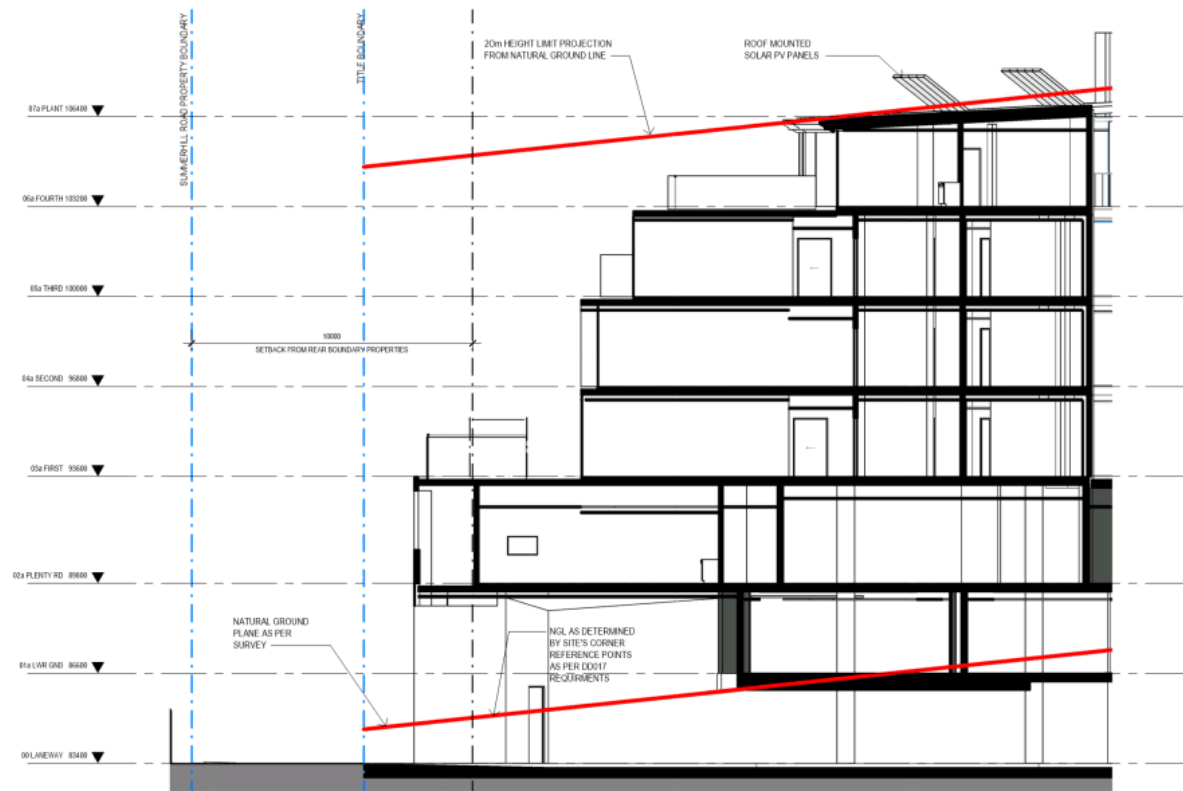 SUMMERHILL ROAD PROPERTY BOUNDARY
TITLE BOUNDARY
20m HEIGHT LIMIT PROJECTION
FROM NATURAL GROUND LINE
ROOF MOUNTED
SOLAR PV PANELS
07a PLANT 106400
06a FOURTH 103200
05a THIRD 100000
10000
SETBACK FROM REAR BOUNDARY PROPERTIES
04a SECOND 96800
03a FIRST 93600
02a PLENTY RD 89800
NATURAL GROUND
PLANE AS PER
SURVEY
NGL AS DETERMINED
BY SITE'S CORNER
REFERENCE POINTS
AS PER DD017
REQUIRMENTS
01a LWR GND 86600
00 LANEWAY 83400